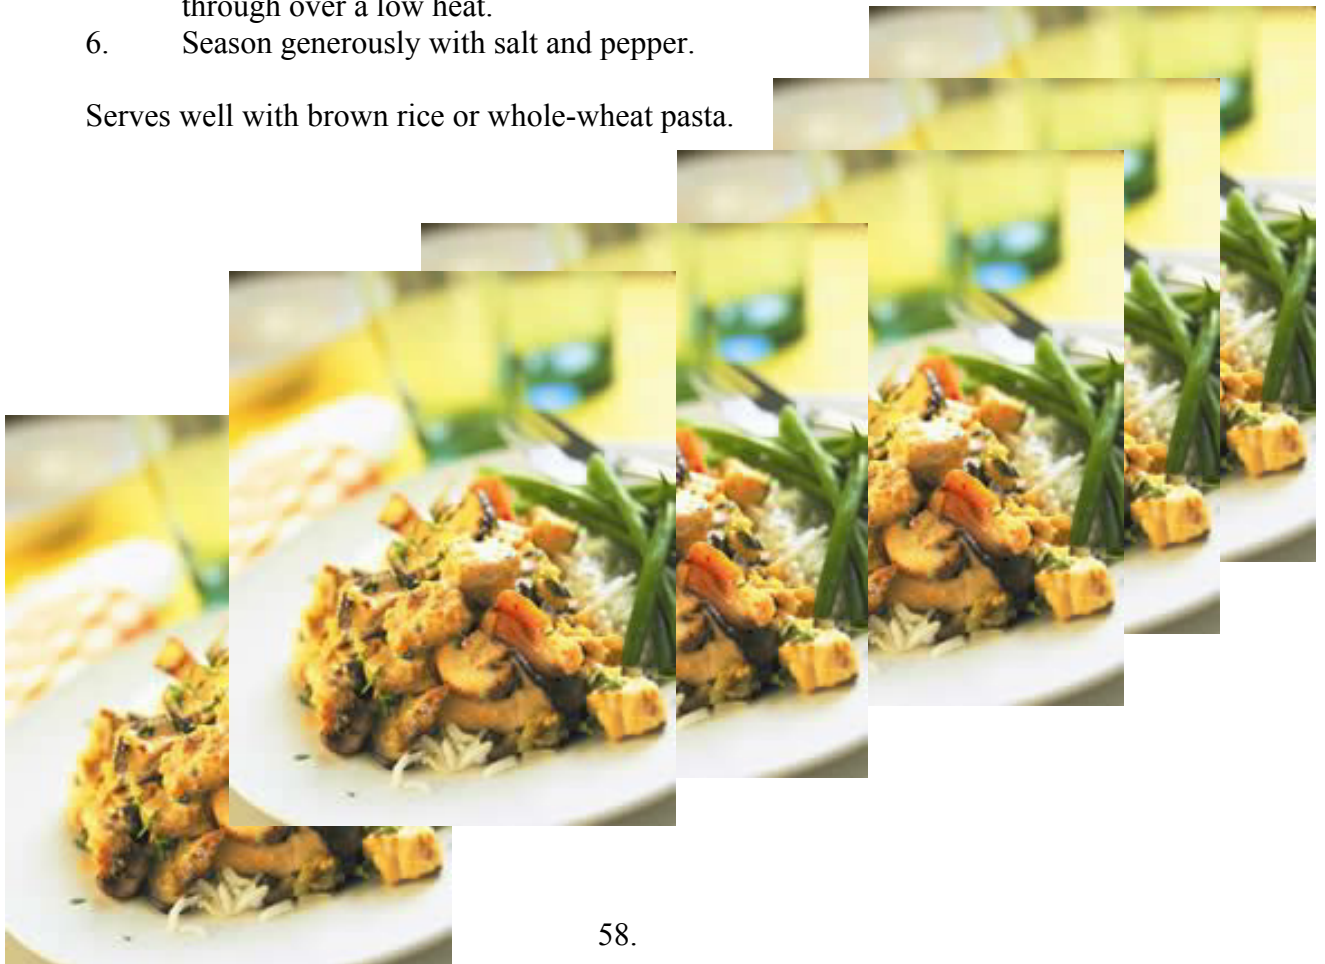 through over a low heat.
6. Season generously with salt and pepper.
Serves well with brown rice or whole-wheat pasta.
58.